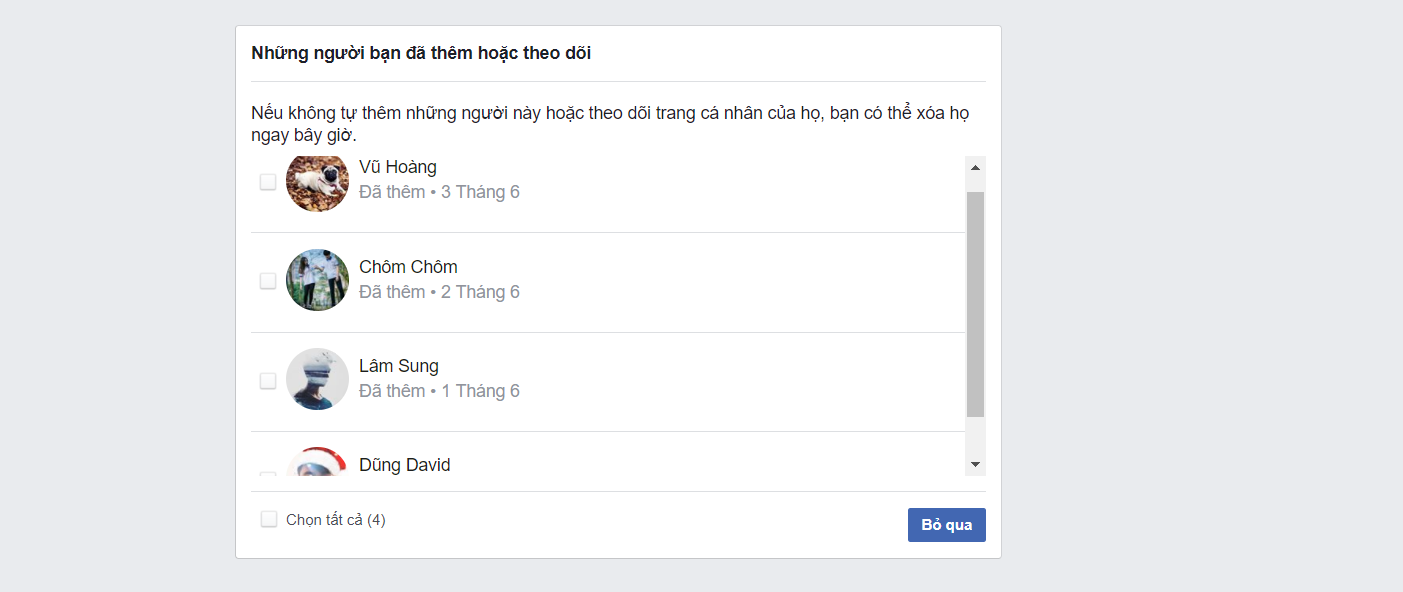 Những người bạn đã thêm hoặc theo dõi
Nếu không tự thêm những người này hoặc theo dõi trang cá nhân của họ, bạn có thể xóa họ
ngay bây giờ.
Vũ Hoàng
Đã thêm • 3 Tháng 6
Chôm Chôm
Đã thêm • 2 Tháng 6
Lâm Sung
Đã thêm • 1 Tháng 6
Dũng David
Chọn tất cả (4)
Bỏ qua